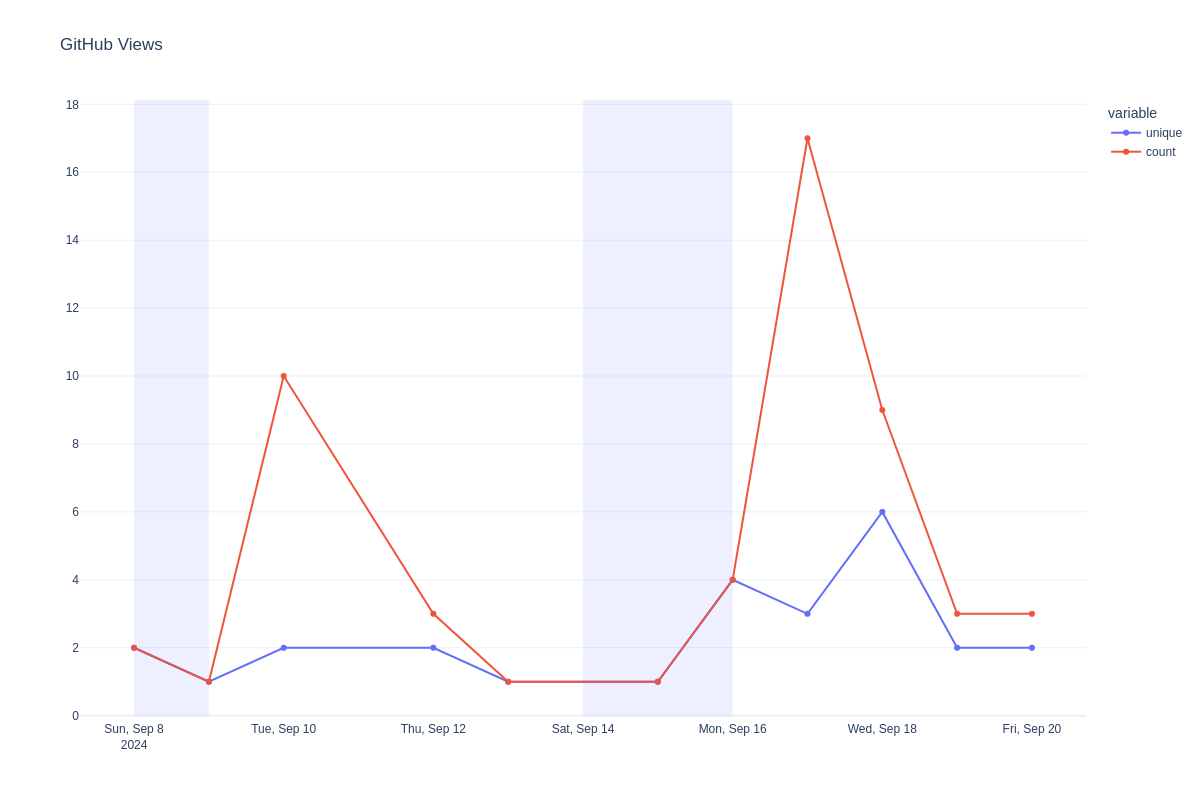 GitHub Views
variable
unique
count
18
16
14
12
10
8
6
4
2
0
Sun, Sep 8
2024
Tue, Sep 10
Thu, Sep 12
Sat, Sep 14
Mon, Sep 16
Wed, Sep 18
Fri, Sep 20